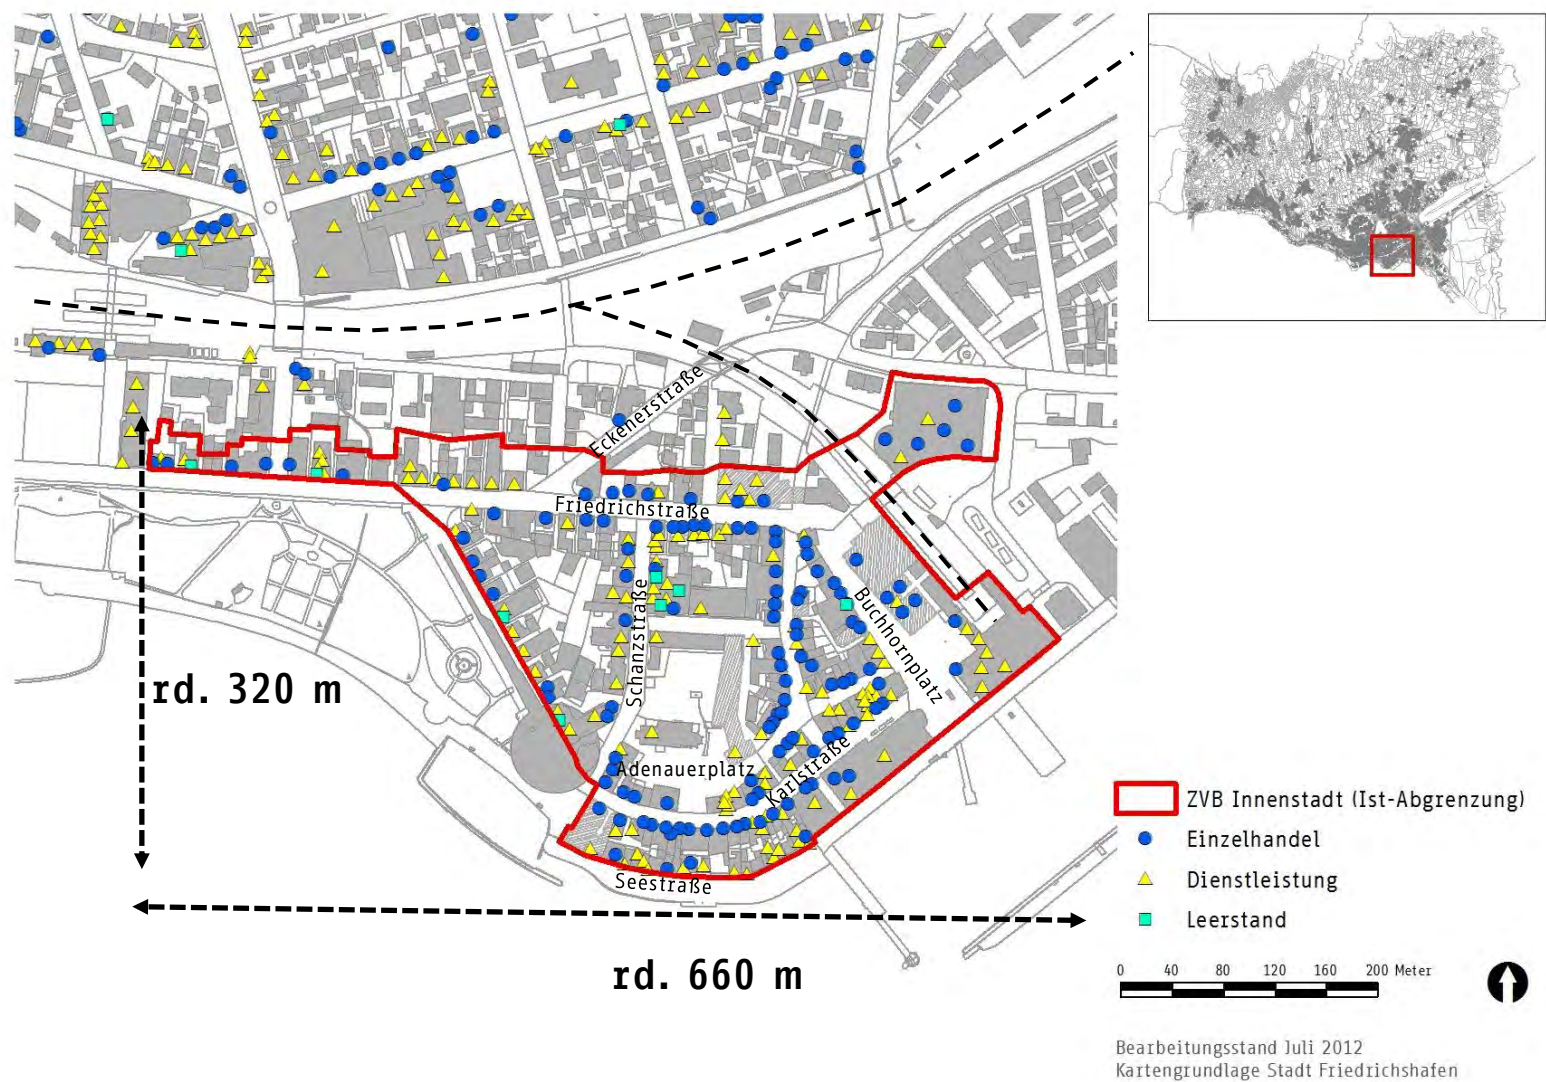 Eckenerstraße
Friedrichstraße
Schanzstraße
Buchhornplatz
rd. 320 m
Adenauerplatz
Karlstraße
Seestraße
rd. 660 m
ZVB Innenstadt (Ist-Abgrenzung)
Einzelhandel
Dienstleistung
Leerstand
0 40 80 120 160 200 Meter
Bearbeitungsstand Juli 2012
Kartengrundlage Stadt Friedrichshafen